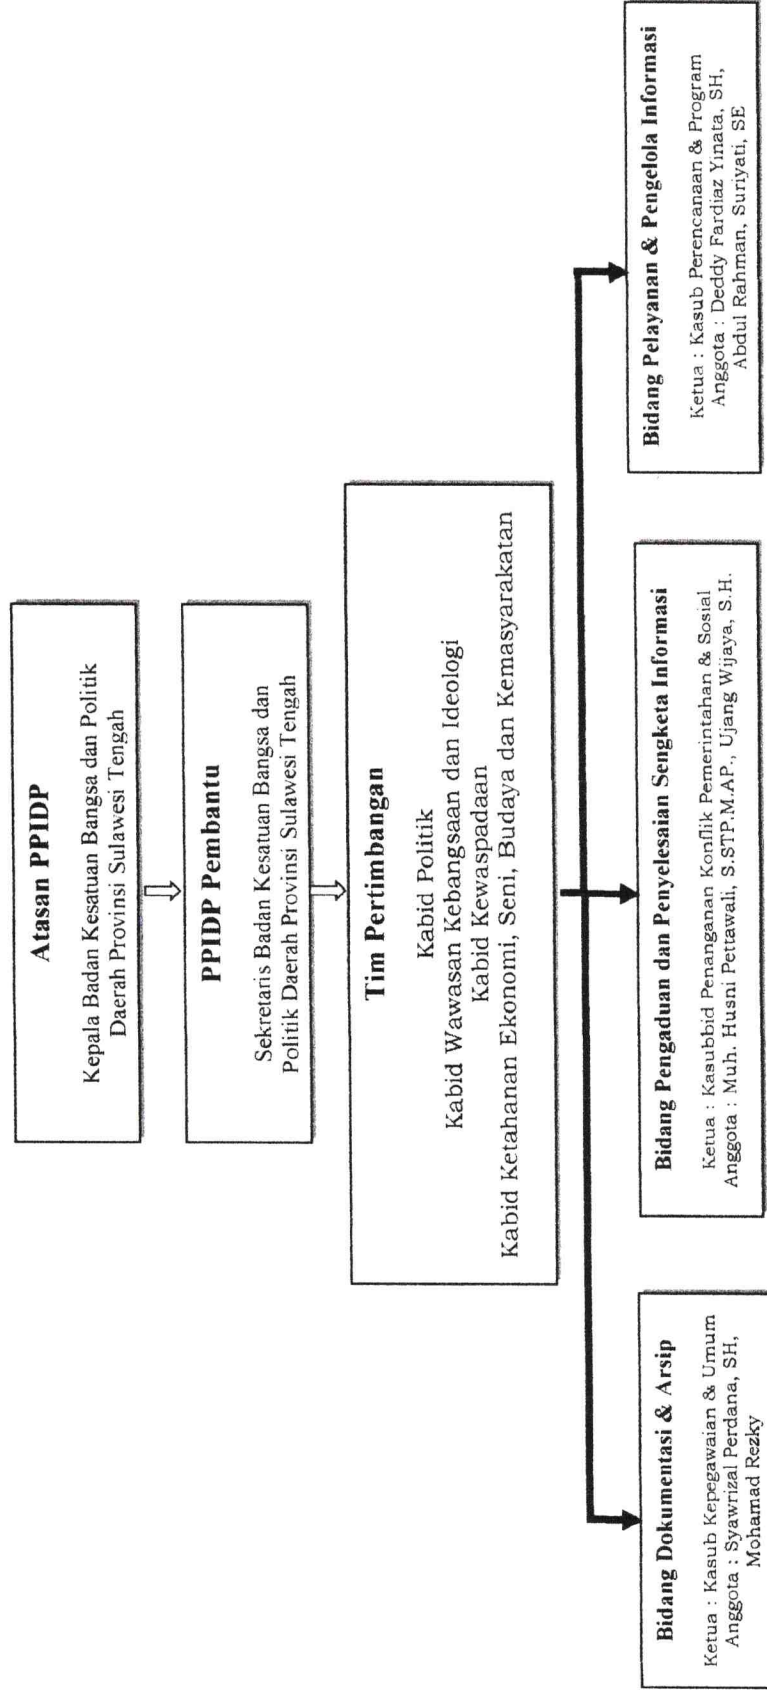 Atasan PPIDP
Kepala Badan Kesatuan Bangsa dan Politik
Daerah Provinsi Sulawesi Tengah
PPIDP Pembantu
Sekretaris Badan Kesatuan Bangsa dan
Politik Daerah Provinsi Sulawesi Tengah
Tim Pertimbangan
Kabid Politik
Kabid Wawasan Kebangsaan dan Ideologi
Kabid Kewaspadaan
Kabid Ketahanan Ekonomi, Seni, Budaya dan Kemasyarakatan
Bidang Dokumentasi & Arsip
Ketua : Kasub Kepegawaian & Umum
Anggota : Syawrizal Perdana, SH,
Mohamad Rezky
Bidang Pengaduan dan Penyelesaian Sengketa Informasi
Ketua : Kasubbid Penanganan Konflik Pemerintahan & Sosial
Anggota : Muh. Husni Pettawali, S.STP.M.AP., Ujang Wijaya, S.H.
Bidang Pelayanan & Pengelola Informasi
Ketua : Kasub Perencanaan & Program
Anggota : Deddy Fardiaz Yinata, SH,
Abdul Rahman, Suriyati, SE